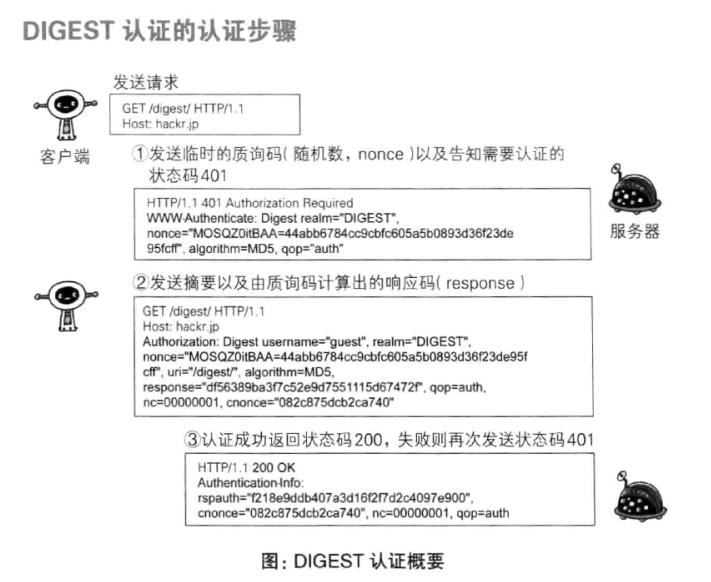 DIGEST 认证的认证步骤
发送请求
GET /digest/ HTTP/1.1
Host: hackr.jp
客户端
①发送临时的质询码(随机数，nonce)以及告知需要认证的
状态码401
HTTP/1.1 401 Authorization Required
WWW-Authenticate: Digest realm="DIGEST",
nonce="MOSQZ0itBAA=44abb6784cc9cbfc605a5b0893d36f23de
95fcff", algorithm=MD5, qop="auth"
服务器
②发送摘要以及由质询码计算出的响应码(response)
GET /digest/ HTTP/1.1
Host: hackr.jp
Authorization: Digest username="guest", realm="DIGEST",
nonce="MOSQZ0itBAA=44abb6784cc9cbfc605a5b0893d36f23de95f
cff", uri="/digest/", algorithm=MD5,
response="df56389ba3f7c52e9d7551115d67472f", qop=auth,
nc=00000001, cnonce="082c875dcb2ca740"
③认证成功返回状态码200，失败则再次发送状态码401
HTTP/1.1 200 OK
Authentication-Info:
rspauth="f218e9ddb407a3d16f2f7d2c4097e900",
cnonce="082c875dcb2ca740", nc=00000001, qop=auth
图：DIGEST 认证概要